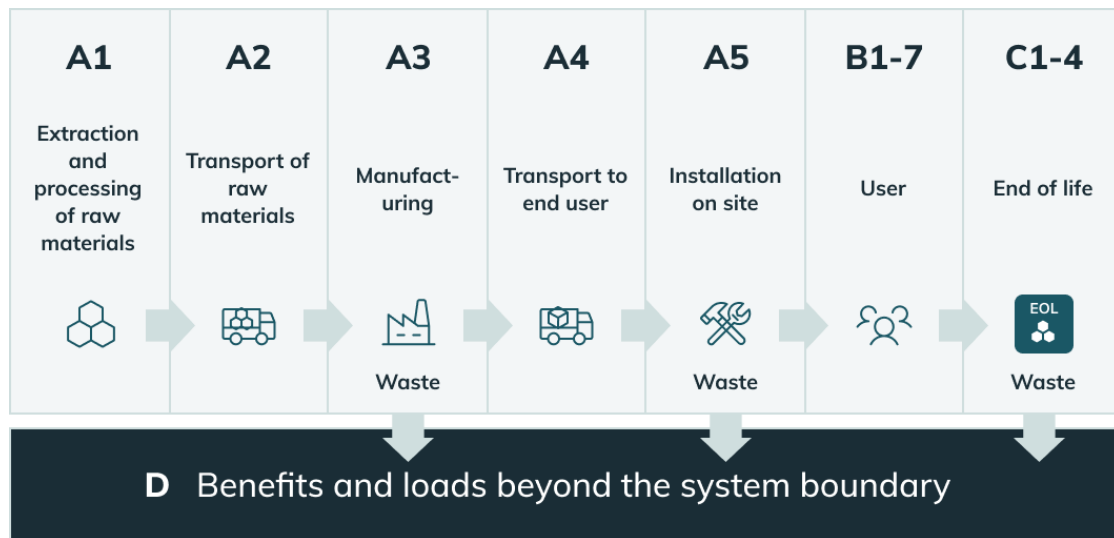 A1
A2
A3
A4
A5
B1-7
C1-4
Extraction
and
processing
of raw
materials
Transport of
raw
materials
Manufact-
uring
Transport to
end user
Installation
on site
User
End of life
EOL
Waste
Waste
Waste
D Benefits and loads beyond the system boundary